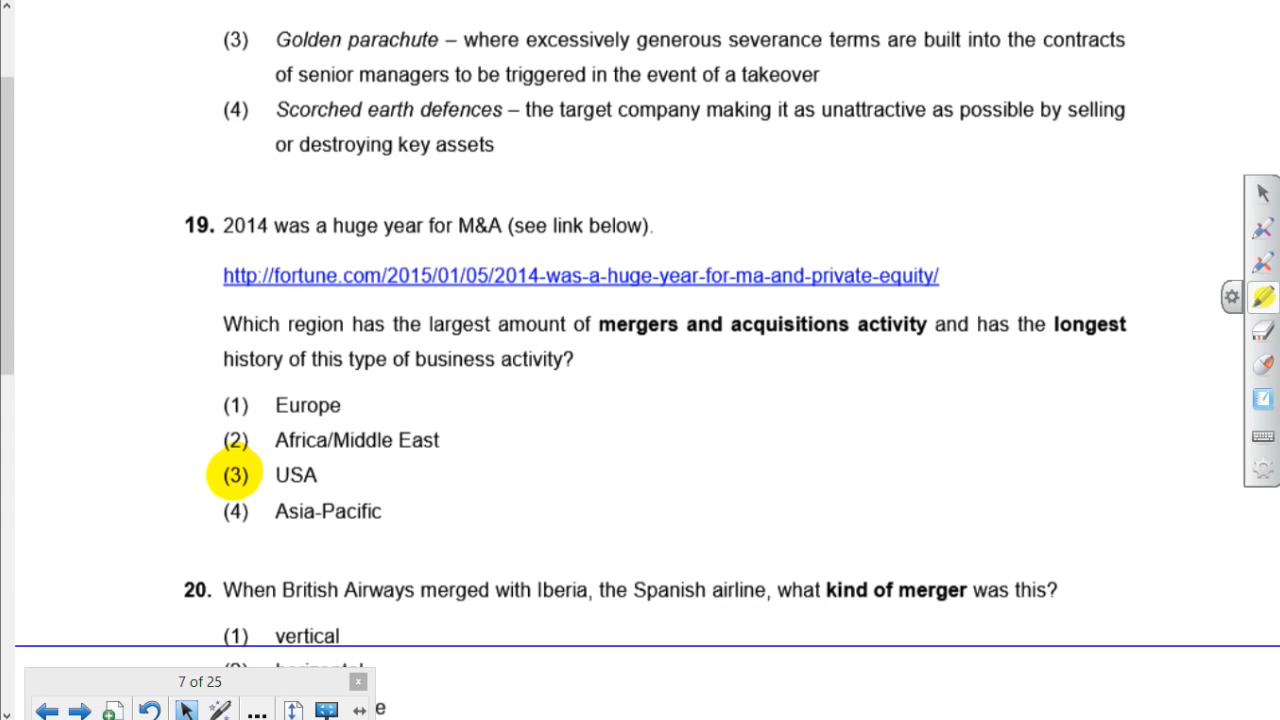 (3) Golden parachute – where excessively generous severance terms are built into the contracts
of senior managers to be triggered in the event of a takeover
(4) Scorched earth defences – the target company making it as unattractive as possible by selling
or destroying key assets
19. 2014 was a huge year for M&A (see link below).
http://fortune.com/2015/01/05/2014-was-a-huge-year-for-ma-and-private-equity/
Which region has the largest amount of mergers and acquisitions activity and has the longest
history of this type of business activity?
(1) Europe
(2) Africa/Middle East
(3) USA
(4) Asia-Pacific
20. When British Airways merged with Iberia, the Spanish airline, what kind of merger was this?
(1) vertical
7 of 25